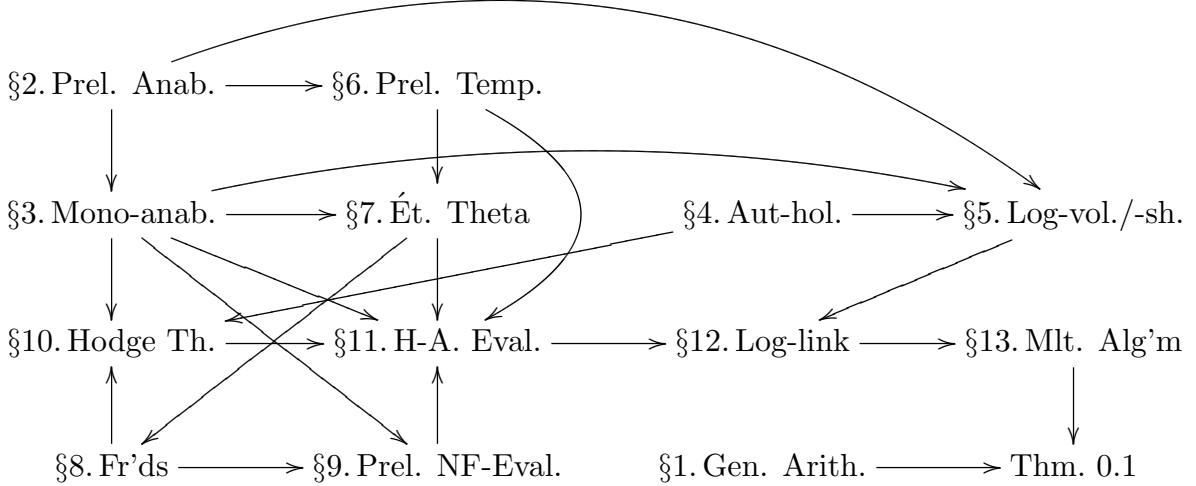 §2. Prel. Anab. §6. Prel. Temp.
§3. Mono-anab. §7. Ét. Theta §4. Aut-hol. §5. Log-vol./-sh.
§10. Hodge Th. §11. H-A. Eval. §12. Log-link §13. Mlt. Alg'm
§8. Fr'ds §9. Prel. NF-Eval. §1. Gen. Arith. Thm. 0.1